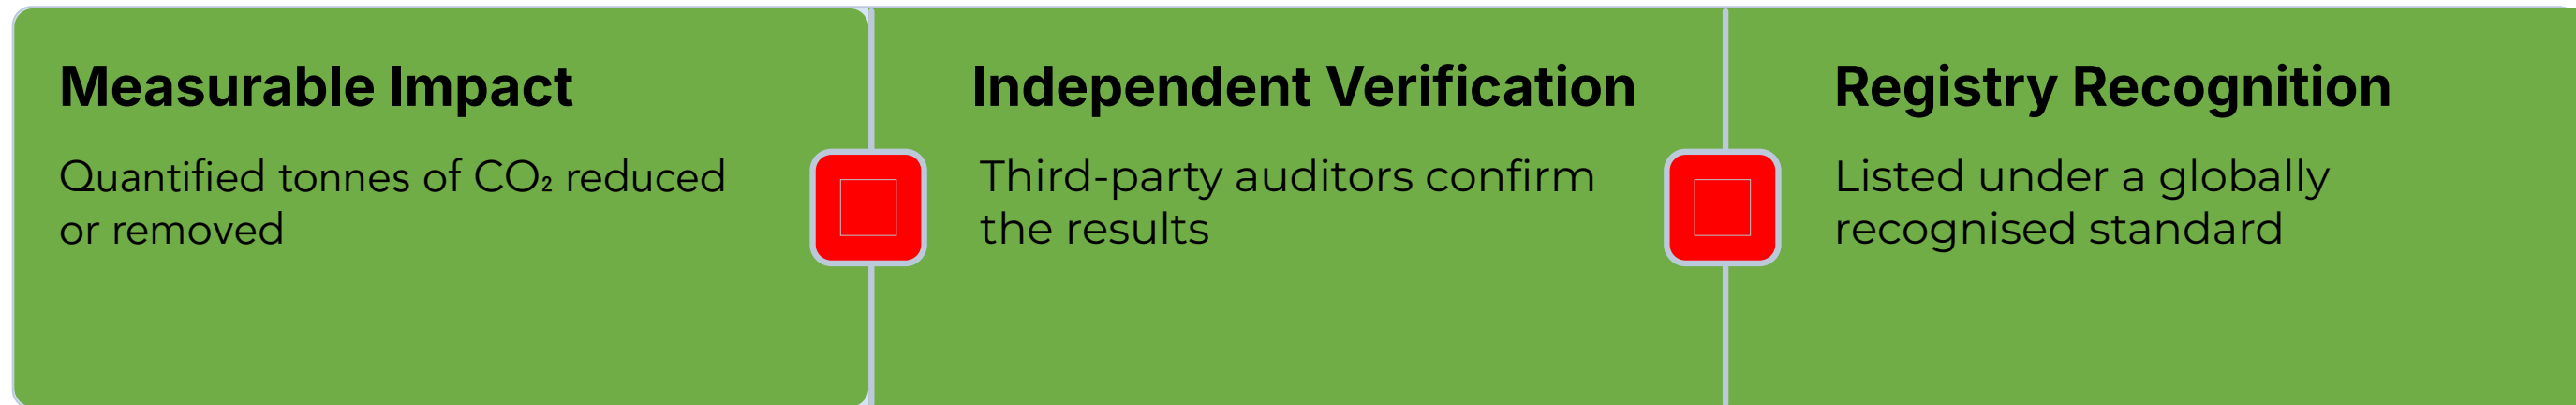 Measurable Impact
Quantified tonnes of CO₂ reduced
or removed
Independent Verification
Third-party auditors confirm
the results
Registry Recognition
Listed under a globally
recognised standard